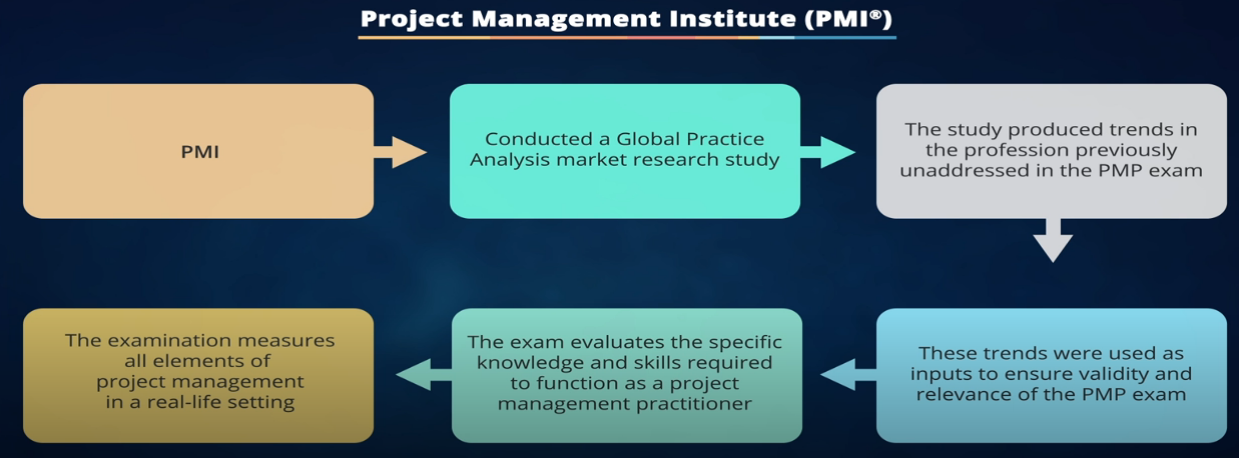 Project Management Institute (PMI®)
PMI
Conducted a Global Practice
Analysis market research study
The study produced trends in
the profession previously
unaddressed in the PMP exam
These trends were used as
inputs to ensure validity and
relevance of the PMP exam
The exam evaluates the specific
knowledge and skills required
to function as a project
management practitioner
The examination measures
all elements of
project management
in a real-life setting